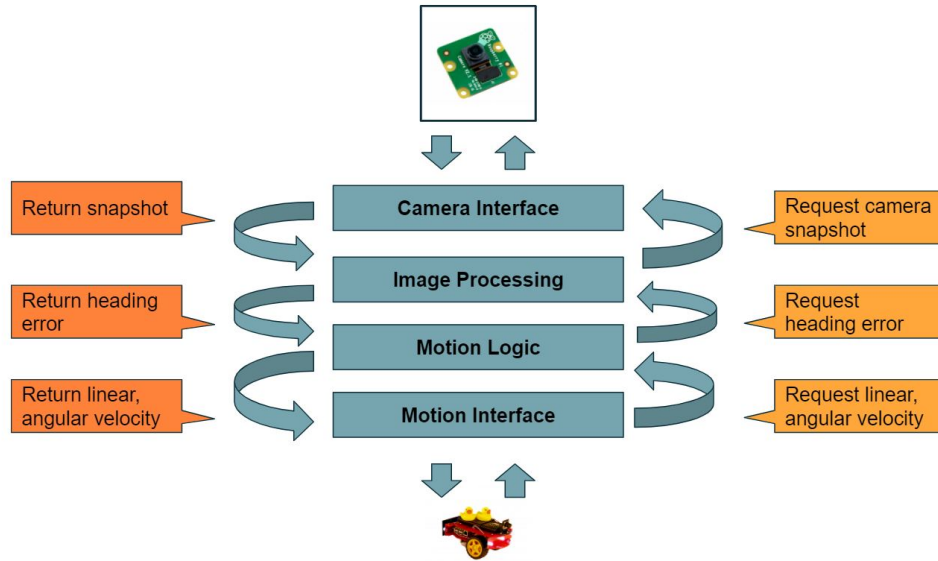 Return snapshot
Camera Interface
Request camera
snapshot
Image Processing
Return heading
error
Request
heading error
Motion Logic
Return linear,
angular velocity
Motion Interface
Request linear,
angular velocity